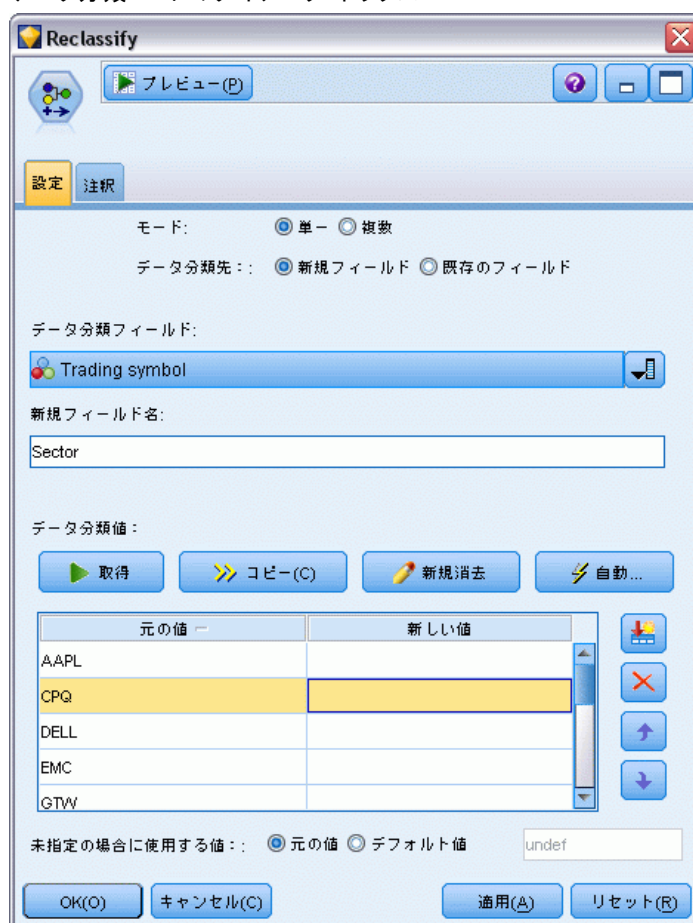 Reclassify
プレビュー(P)
設定 注釈
モード: 単一 複数
データ分類先:: 新規フィールド 既存のフィールド
データ分類フィールド:
Trading symbol
新規フィールド名:
Sector
データ分類値:
取得 コピー(C) 新規消去 自動...
元の値 新しい値
AAPL
CPQ
DELL
EMC
GTW
未指定の場合に使用する値:: 元の値 デフォルト値 undef
OK(O) キャンセル(C) 適用(A) リセット(R)